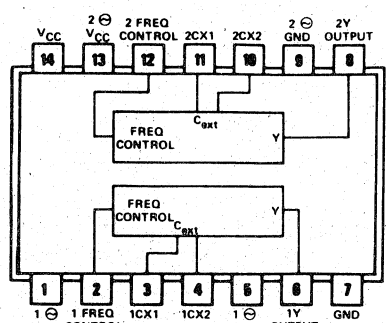 2 ⊖ 2 FREQ 2 ⊖ 2Y
VCC VCC CONTROL 2CX1 2CX2 GND OUTPUT
14 13 12 11 10 9 8
Cext
FREQ
CONTROL
Y
FREQ
CONTROL
Y
Cext
1 2 3 4 5 6 7
1 ⊖ 1 FREQ 1CX1 1CX2 1 ⊖ 1Y GND
CONTROL OUTPUT